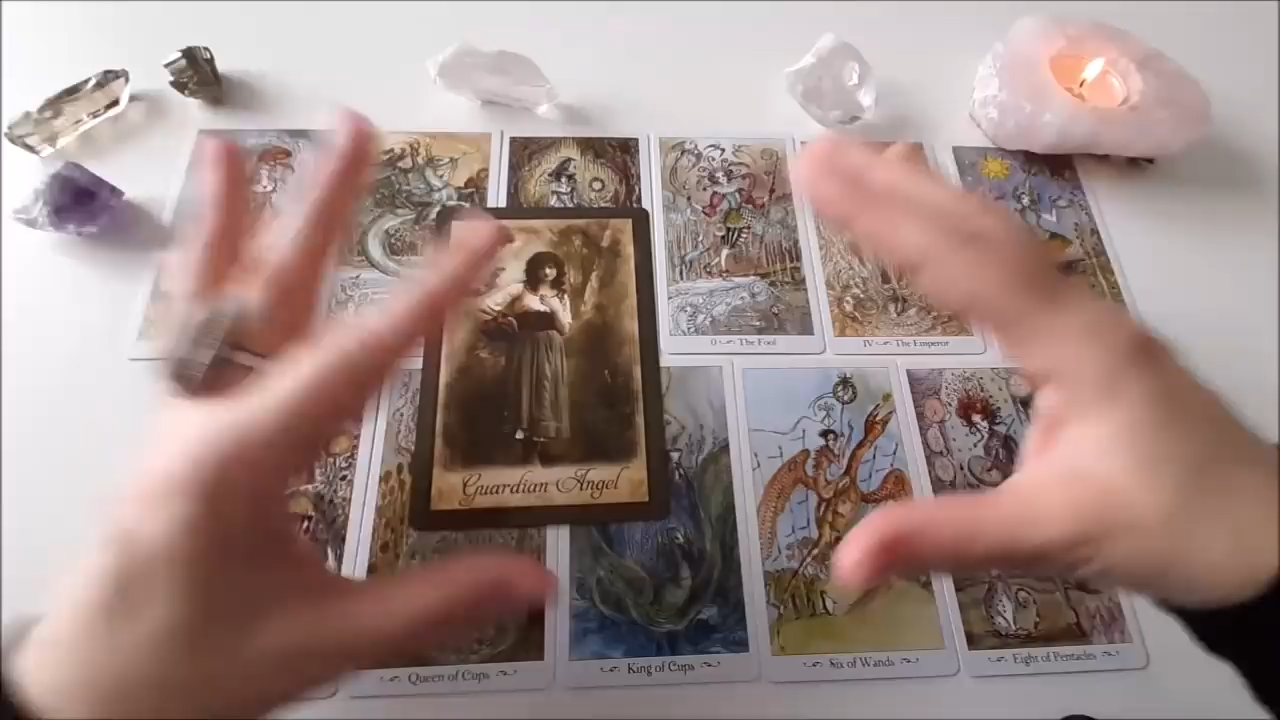 0 The Fool
IV The Emperor
Guardian Angel
Queen of Cups
King of Cups
Six of Wands
Eight of Pentacles